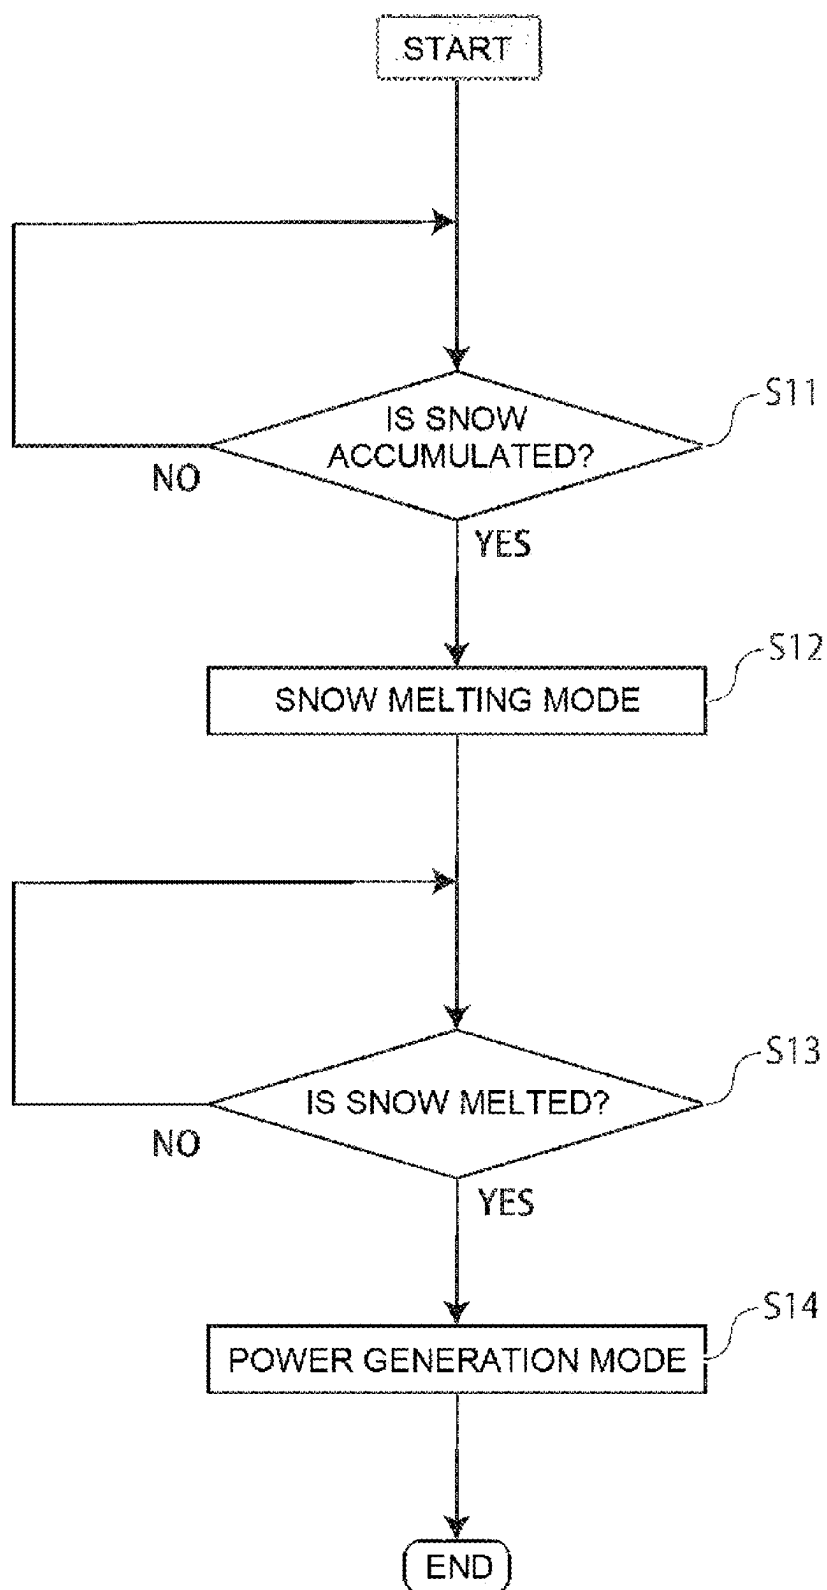 START
IS SNOW
ACCUMULATED?
S11
NO
YES
S12
SNOW MELTING MODE
S13
IS SNOW MELTED?
NO
YES
S14
POWER GENERATION MODE
END